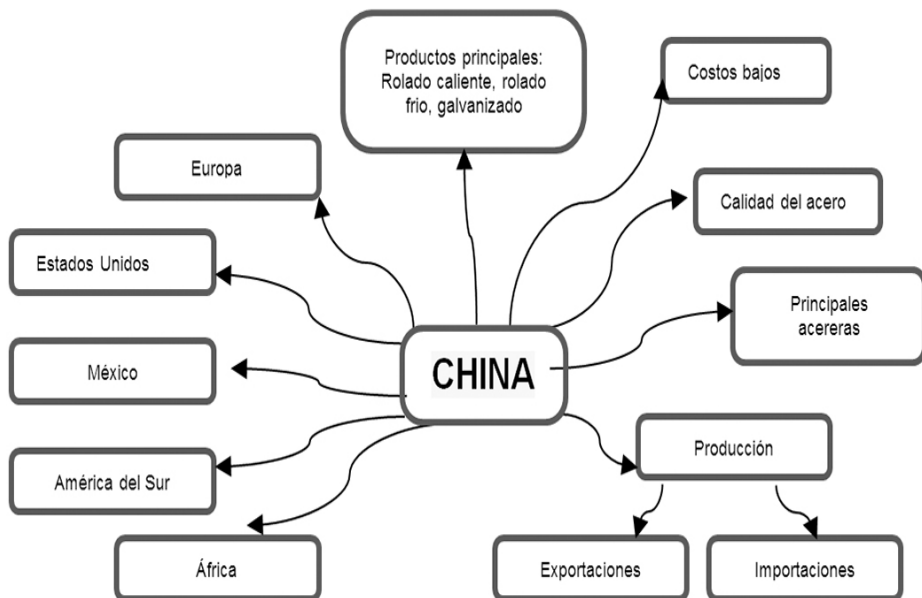 Productos principales:
Rolado caliente, rolado
frio, galvanizado
Costos bajos
Europa
Calidad del acero
Estados Unidos
Principales
acereras
México
CHINA
Producción
América del Sur
África
Exportaciones
Importaciones